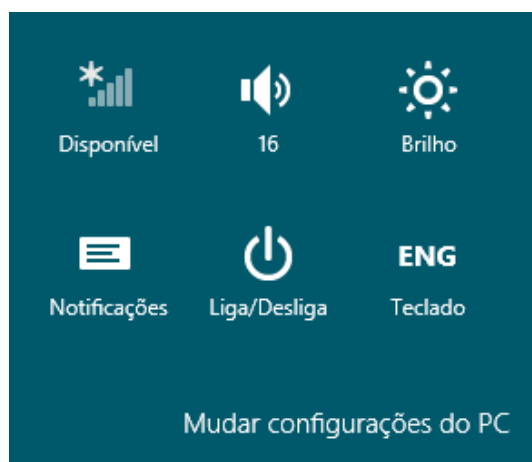 Disponível
16
Brilho
Notificações
Liga/Desliga
ENG
Teclado
Mudar configurações do PC